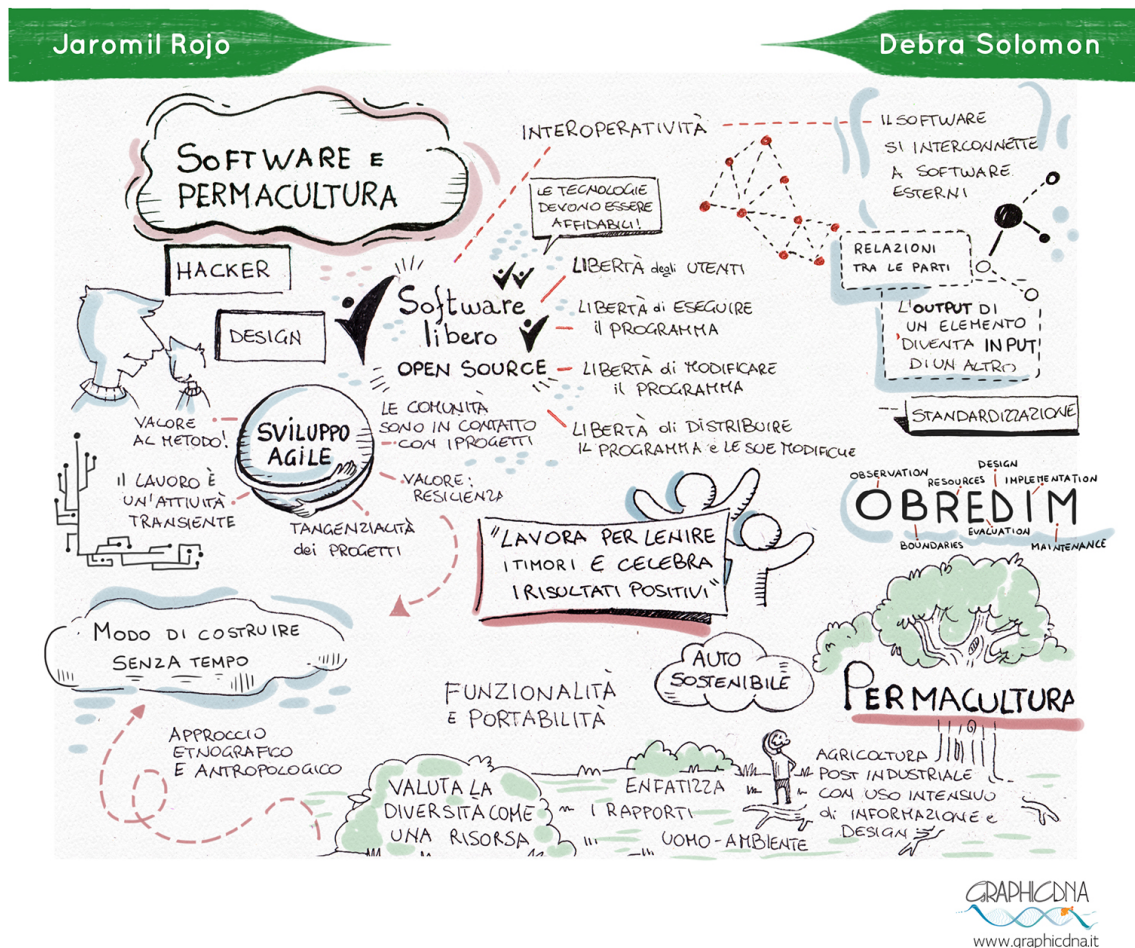 Jaromil Rojo
Debra Solomon
SOFTWARE E
PERMACULTURA
HACKER
DESIGN
INTEROPERATIVITÀ
IL SOFTWARE
SI INTERCONNETTE
A SOFTWARE
ESTERNI
LE TECNOLOGIE
DEVONO ESSERE
AFFIDABILI!
Software
libero
OPEN SOURCE
LIBERTÀ degli UTENTI
LIBERTÀ di ESEGUIRE
il PROGRAMMA
LIBERTÀ di MODIFICARE
il PROGRAMMA
LIBERTÀ di DISTRIBUIRE
IL PROGRAMMA e LE SUE MODIFICHE
RELAZIONI
TRA LE PARTI
L'OUTPUT DI
UN ELEMENTO
DIVENTA INPUT
DI UN ALTRO
STANDARDIZZAZIONE
SVILUPPO
AGILE
VALORE
AL METODO!
IL LAVORO È
UN'ATTIVITÀ
TRANSIENTE
LE COMUNITÀ
SONO IN CONTATTO
CON I PROGETTI
VALORE:
RESILIENZA
TANGENZIALITÀ
dei PROGETTI
OBSERVATION
RESOURCES
DESIGN
IMPLEMENTATION
OBREDIM
BOUNDARIES
EVALUATION
MAINTENANCE
"LAVORA PER LENIRE
I TIMORI E CELEBRA
I RISULTATI POSITIVI"
MODO DI COSTRUIRE
SENZA TEMPO
APPROCCIO
ETNOGRAFICO
E ANTROPOLOGICO
FUNZIONALITÀ
E PORTABILITÀ
AUTO
SOSTENIBILE
PERMACULTURA
VALUTA LA
DIVERSITÀ COME
UNA RISORSA
ENFATIZZA
I RAPPORTI
UOMO-AMBIENTE
AGRICOLTURA
POST INDUSTRIALE
CON USO INTENSIVO
di INFORMAZIONE e
DESIGN
GRAPHICDNA
www.graphicdna.it